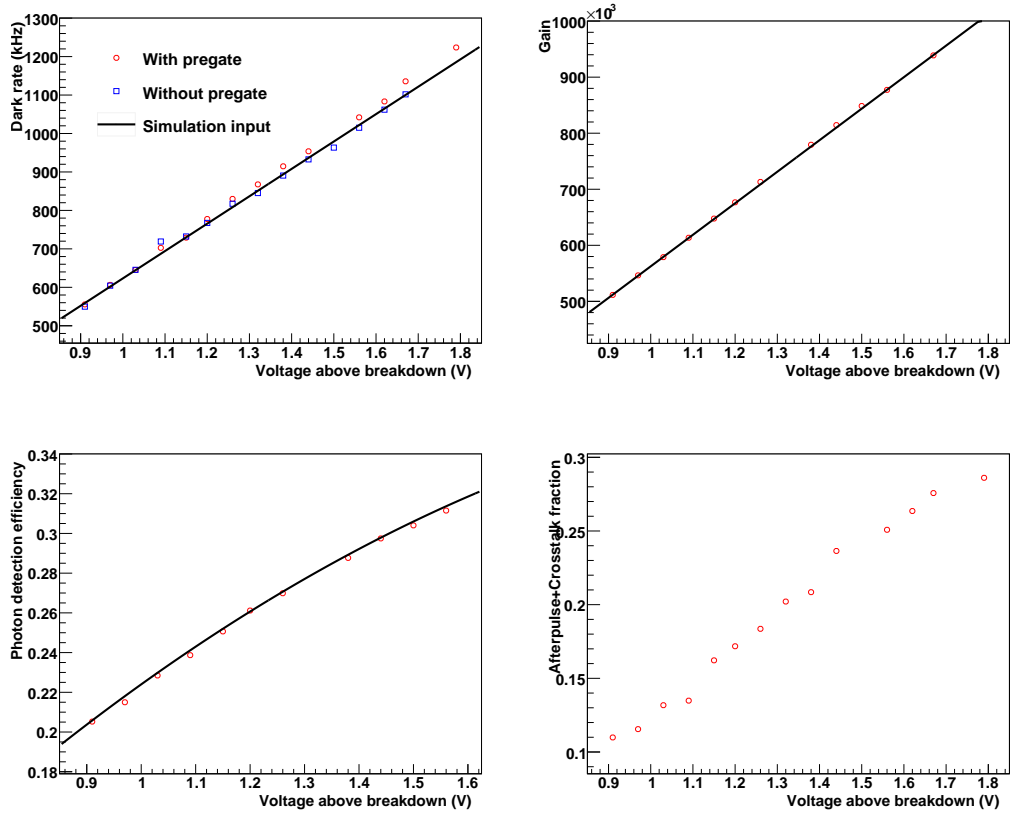 Dark rate (kHz)
1300
1200
1100
1000
900
800
700
600
500
With pregate
Without pregate
Simulation input
0.9 1 1.1 1.2 1.3 1.4 1.5 1.6 1.7 1.8
Voltage above breakdown (V)
Gain
×10³
1000
900
800
700
600
500
0.9 1 1.1 1.2 1.3 1.4 1.5 1.6 1.7 1.8
Voltage above breakdown (V)
Photon detection efficiency
0.34
0.32
0.3
0.28
0.26
0.24
0.22
0.2
0.18
0.9 1 1.1 1.2 1.3 1.4 1.5 1.6
Voltage above breakdown (V)
Afterpulse+Crosstalk fraction
0.3
0.25
0.2
0.15
0.1
0.9 1 1.1 1.2 1.3 1.4 1.5 1.6 1.7 1.8
Voltage above breakdown (V)